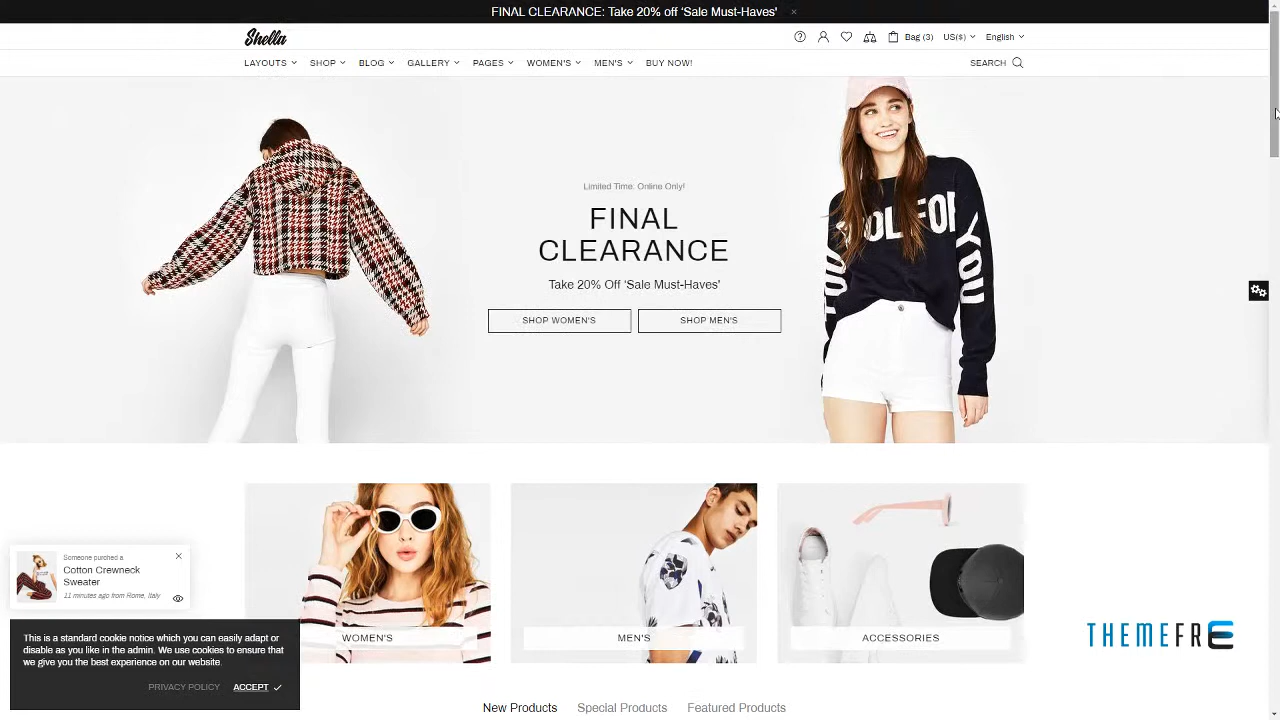 FINAL CLEARANCE: Take 20% off ‘Sale Must-Haves’
Shella
Bag (3)
US($)
English
LAYOUTS
SHOP
BLOG
GALLERY
PAGES
WOMEN'S
MEN'S
BUY NOW!
SEARCH
Limited Time: Online Only!
FINAL
CLEARANCE
Take 20% Off ‘Sale Must-Haves’
SHOP WOMEN'S
SHOP MEN'S
OL FOR
YOU
YOU
WOMEN'S
MEN'S
ACCESSORIES
Someone purched a
Cotton Crewneck
Sweater
11 minutes ago from Rome, Italy
This is a standard cookie notice which you can easily adapt or
disable as you like in the admin. We use cookies to ensure that
we give you the best experience on our website.
PRIVACY POLICY
ACCEPT
THEMEFRE
New Products
Special Products
Featured Products